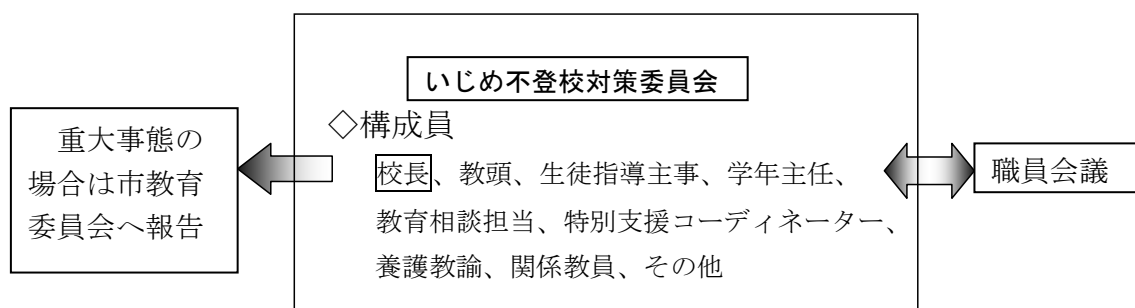 いじめ不登校対策委員会
◇構成員
校長、教頭、生徒指導主事、学年主任、
教育相談担当、特別支援コーディネーター、
養護教諭、関係教員、その他
重大事態の
場合は市教育
委員会へ報告
職員会議